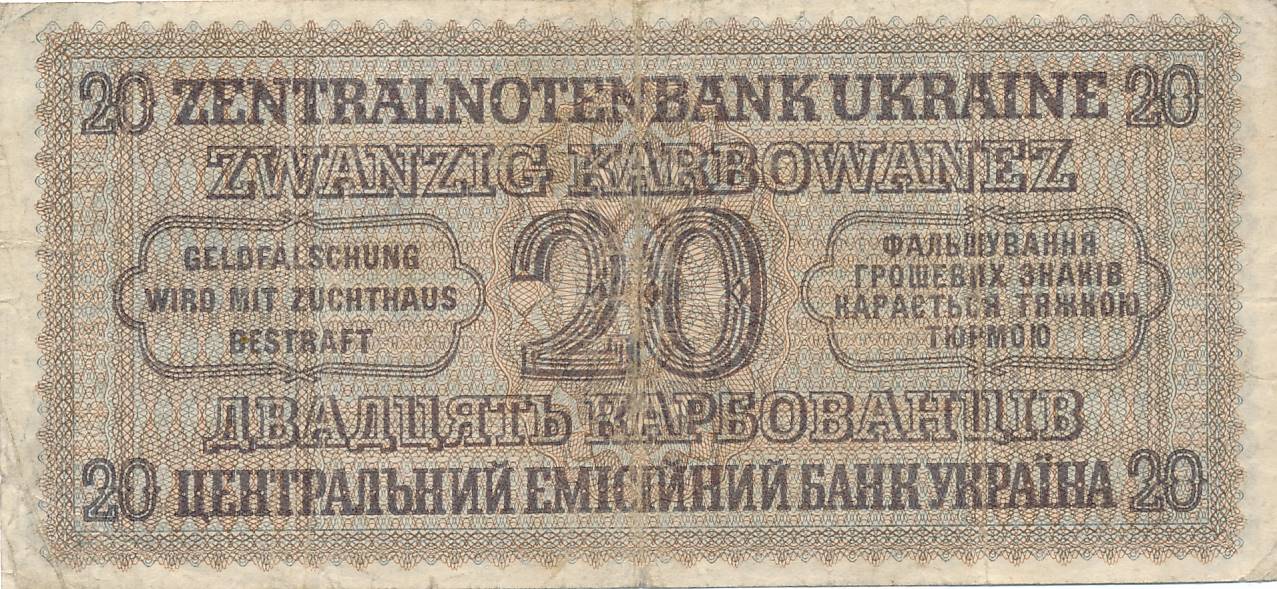 20 ZENTRALNOTENBANK UKRAINE 20
ZWANZIG KARBOWANEZ
GELDFÄLSCHUNG
WIRD MIT ZUCHTHAUS
BESTRAFT
20
ФАЛЬШУВАННЯ
ГРОШЕВИХ ЗНАКІВ
КАРАЄТЬСЯ ТЯЖКОЮ
ТЮРМОЮ
ДВАДЦЯТЬ КАРБОВАНЦІВ
20 ЦЕНТРАЛЬНИЙ ЕМІСІЙНИЙ БАНК УКРАЇНА 20